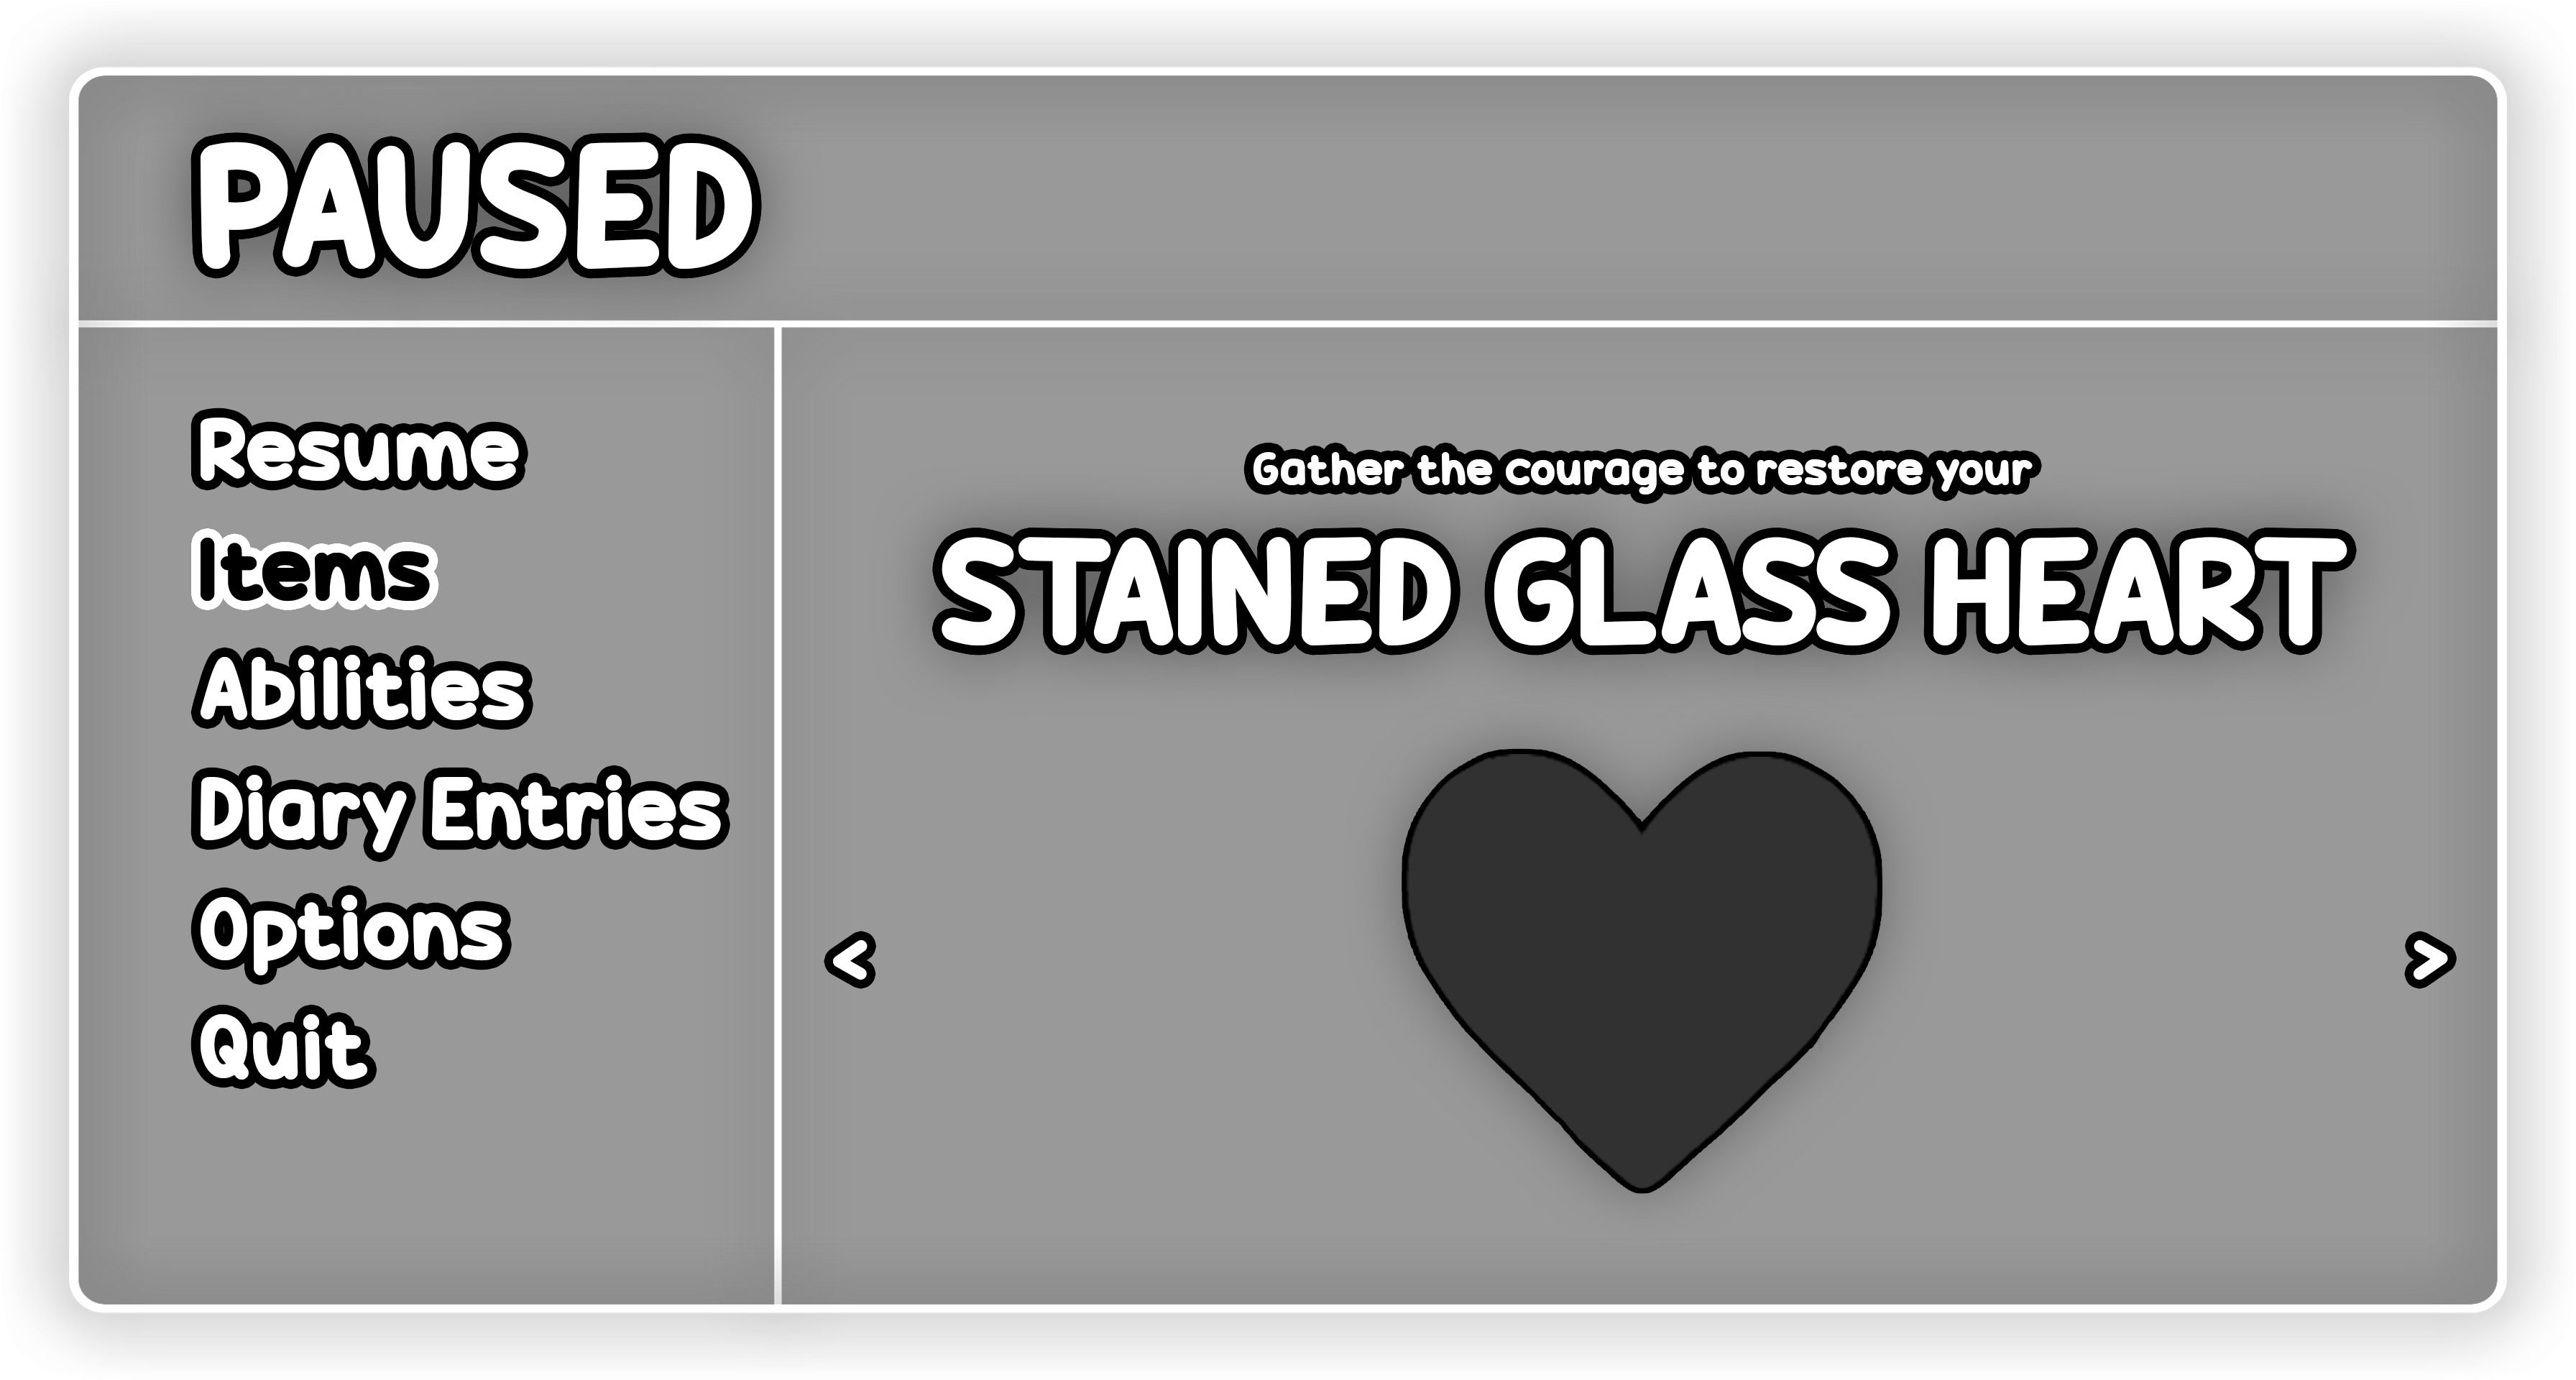 PAUSED
Resume
Items
Abilities
Diary Entries
Options
Quit
Gather the courage to restore your
STAINED GLASS HEART
< >